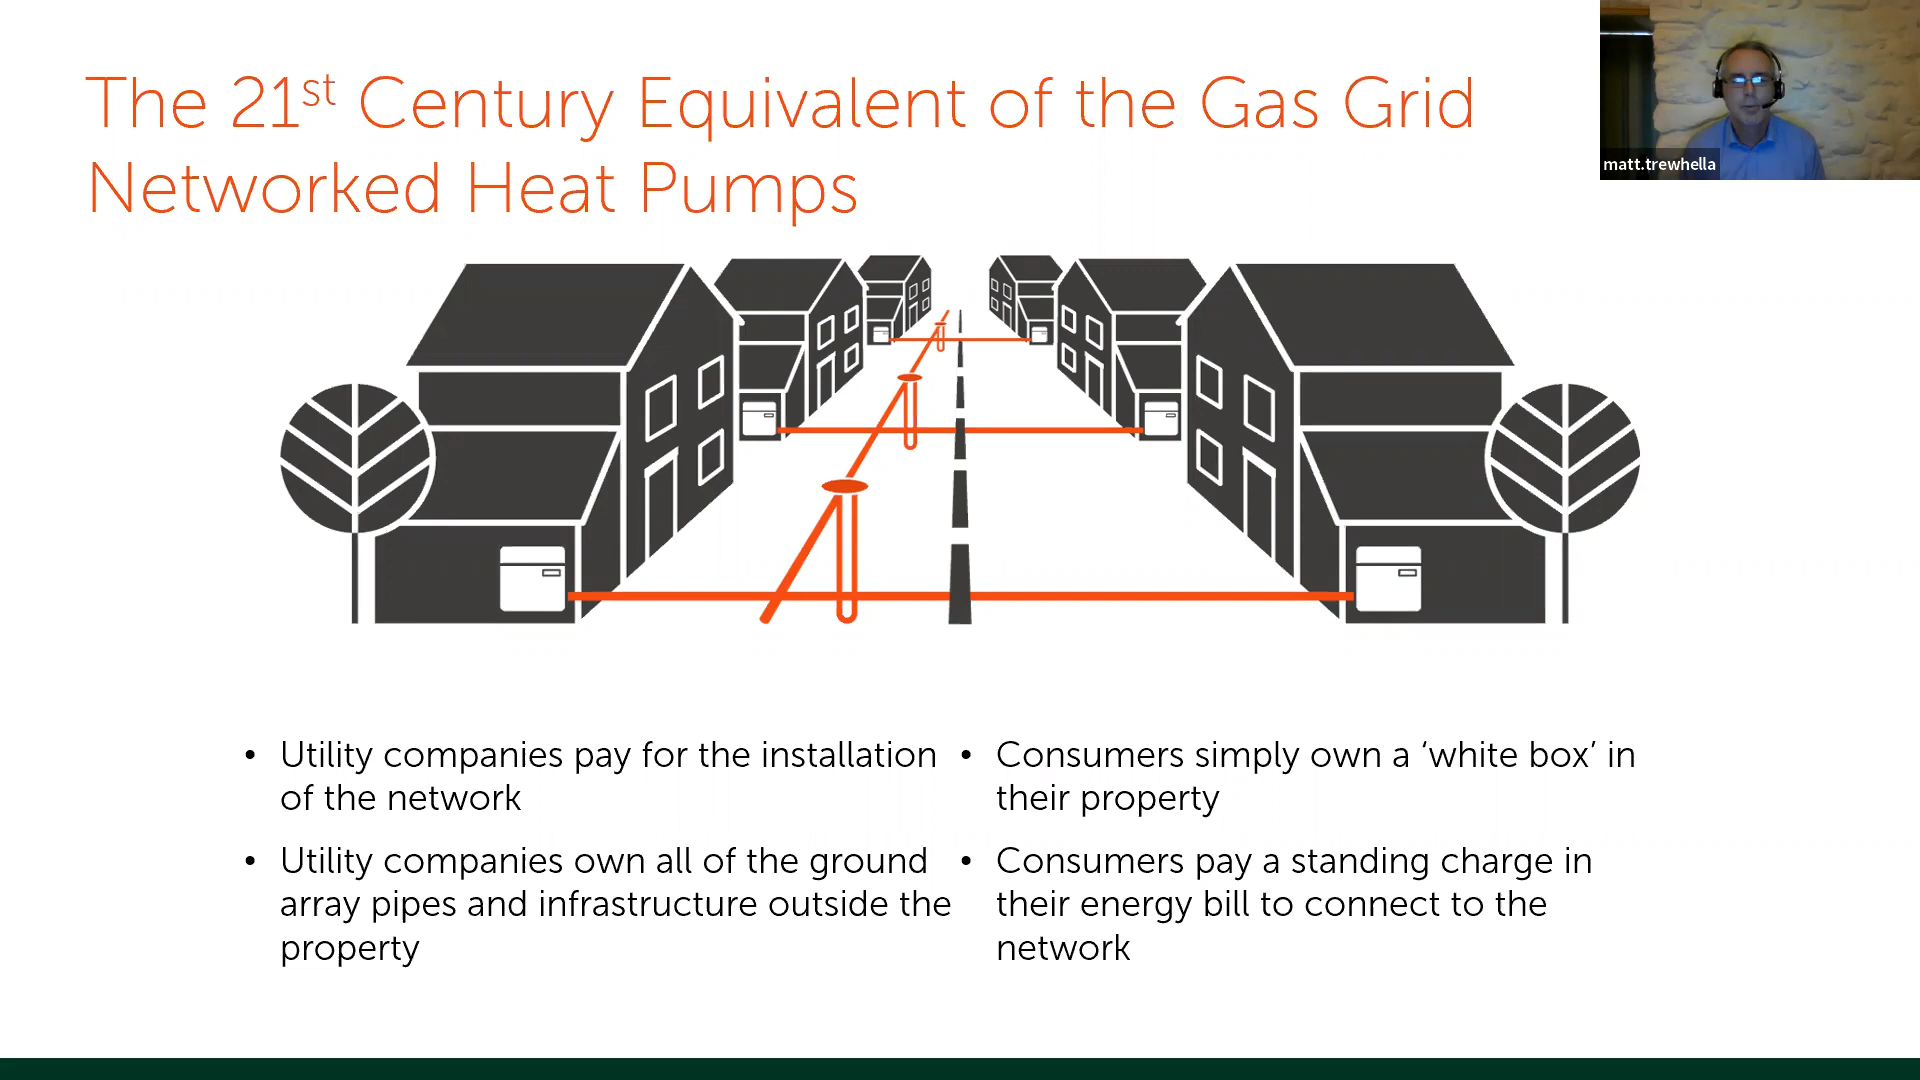 The 21st Century Equivalent of the Gas Grid
Networked Heat Pumps
matt.trewhella
• Utility companies pay for the installation
of the network
• Utility companies own all of the ground
array pipes and infrastructure outside the
property
• Consumers simply own a ‘white box’ in
their property
• Consumers pay a standing charge in
their energy bill to connect to the
network